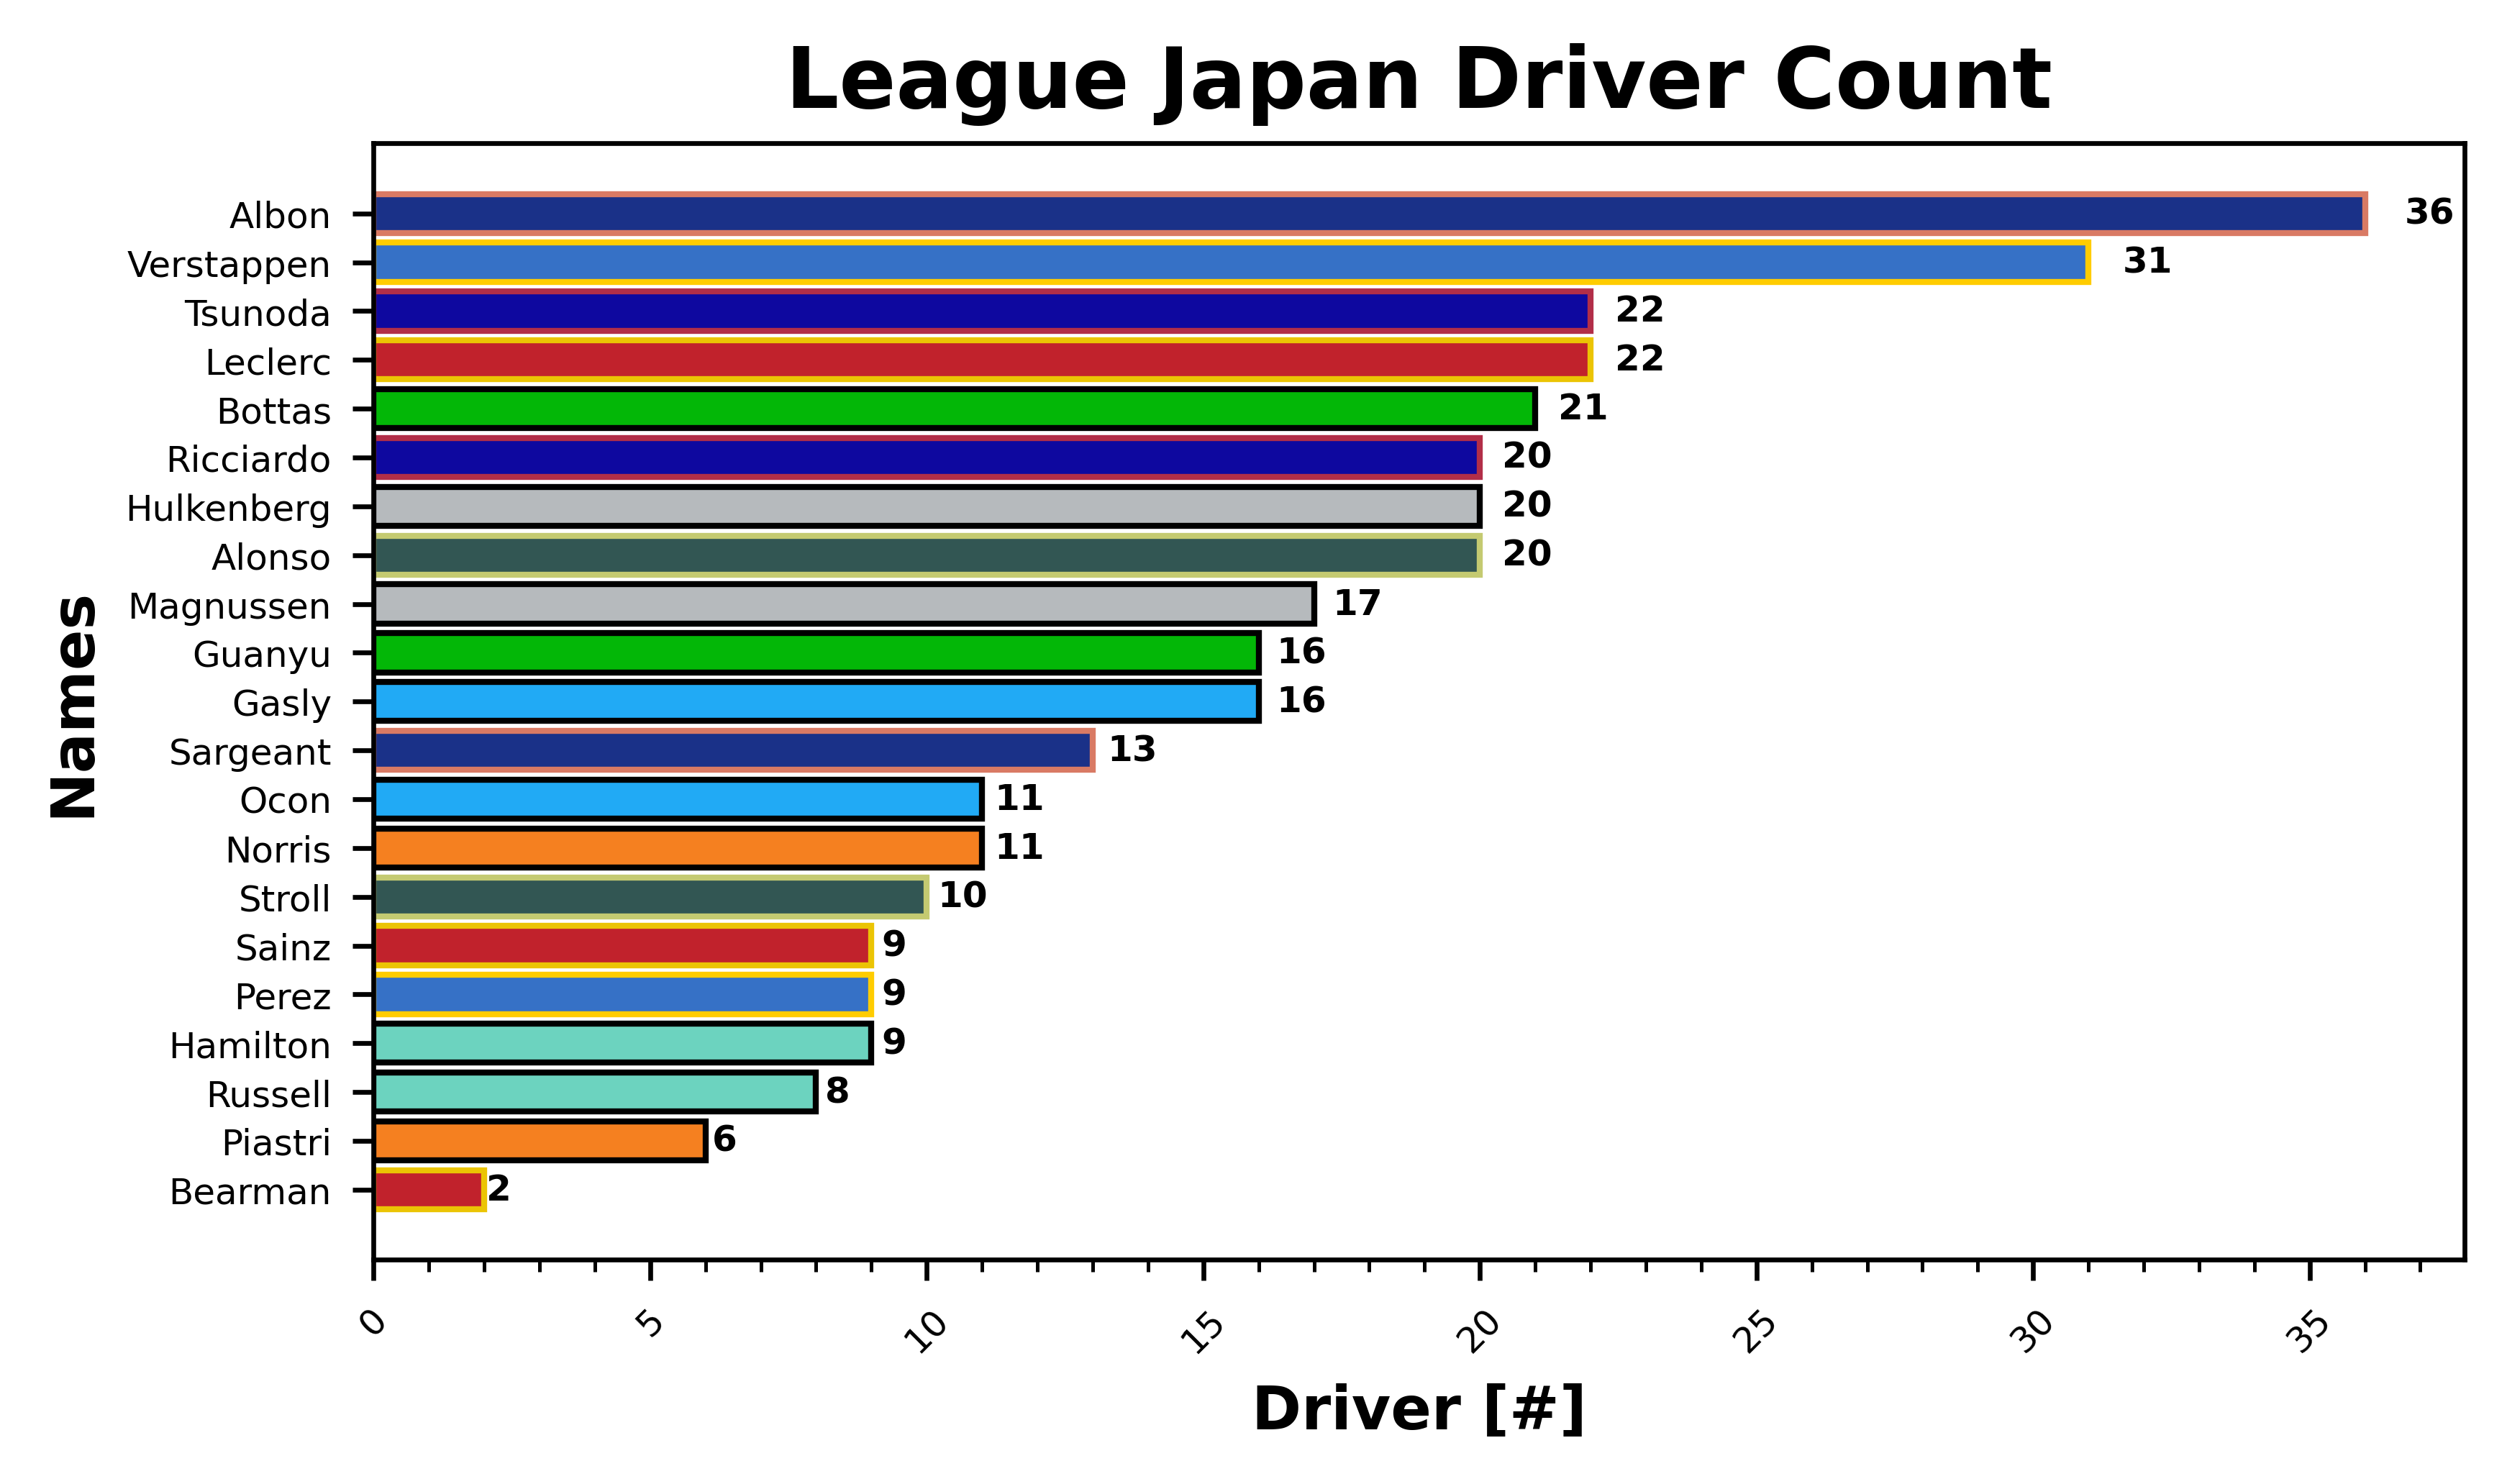 League Japan Driver Count
Names
Albon 36
Verstappen 31
Tsunoda 22
Leclerc 22
Bottas 21
Ricciardo 20
Hulkenberg 20
Alonso 20
Magnussen 17
Guanyu 16
Gasly 16
Sargeant 13
Ocon 11
Norris 11
Stroll 10
Sainz 9
Perez 9
Hamilton 9
Russell 8
Piastri 6
Bearman 2
0 5 10 15 20 25 30 35
Driver [#]